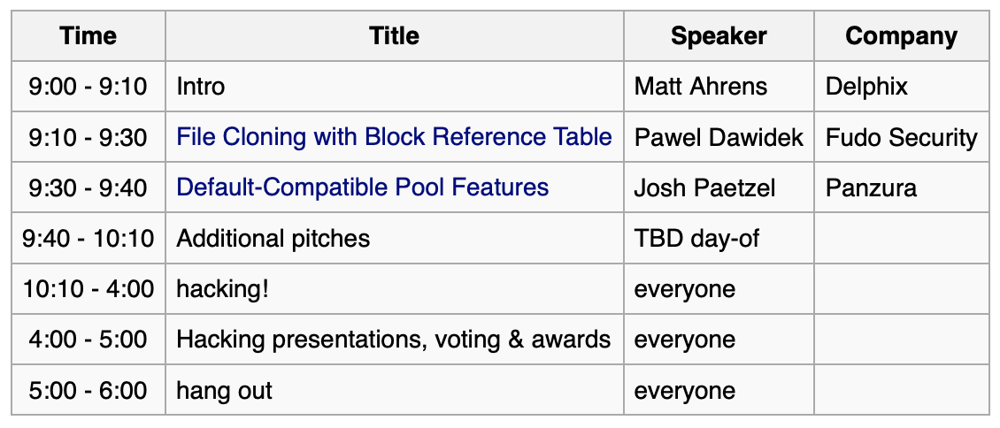 Time Title Speaker Company
9:00 - 9:10 Intro Matt Ahrens Delphix
9:10 - 9:30 File Cloning with Block Reference Table Pawel Dawidek Fudo Security
9:30 - 9:40 Default-Compatible Pool Features Josh Paetzel Panzura
9:40 - 10:10 Additional pitches TBD day-of
10:10 - 4:00 hacking! everyone
4:00 - 5:00 Hacking presentations, voting & awards everyone
5:00 - 6:00 hang out everyone